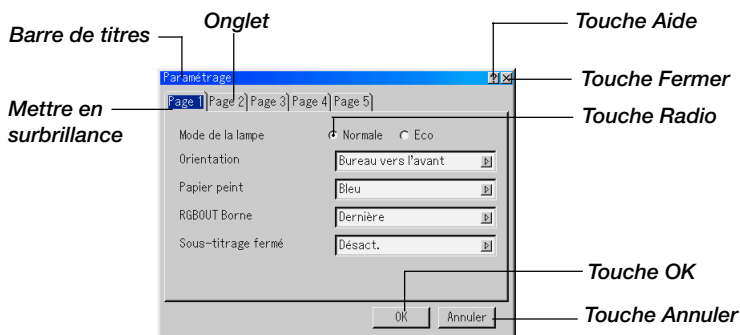 Onglet
Touche Aide
Barre de titres
Paramétrage
Touche Fermer
Page 1 Page 2 Page 3 Page 4 Page 5
Mettre en
surbrillance
Touche Radio
Mode de la lampe Normale Eco
Orientation Bureau vers l'avant
Papier peint Bleu
RGBOUT Borne Dernière
Sous-titrage fermé Désact.
Touche OK
OK Annuler
Touche Annuler